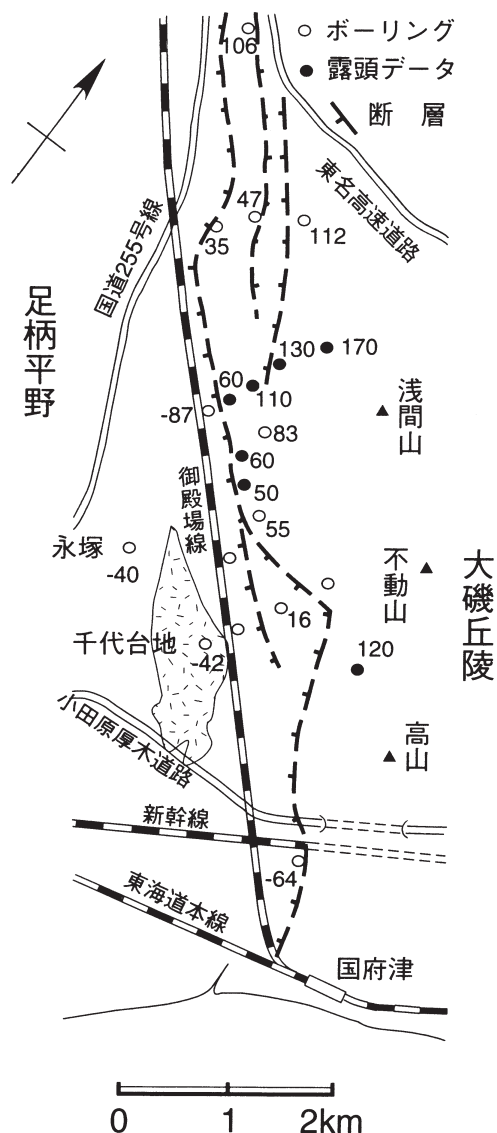 ボーリング
露頭データ
断層
106
東名高速道路
47
35
112
国道255号線
足柄平野
130
170
60
110
-87
浅間山
83
60
50
御殿場線
55
永塚
-40
不動山
大磯丘陵
16
千代台地
-42
120
小田原厚木道路
高山
新幹線
-64
東海道本線
国府津
0 1 2km